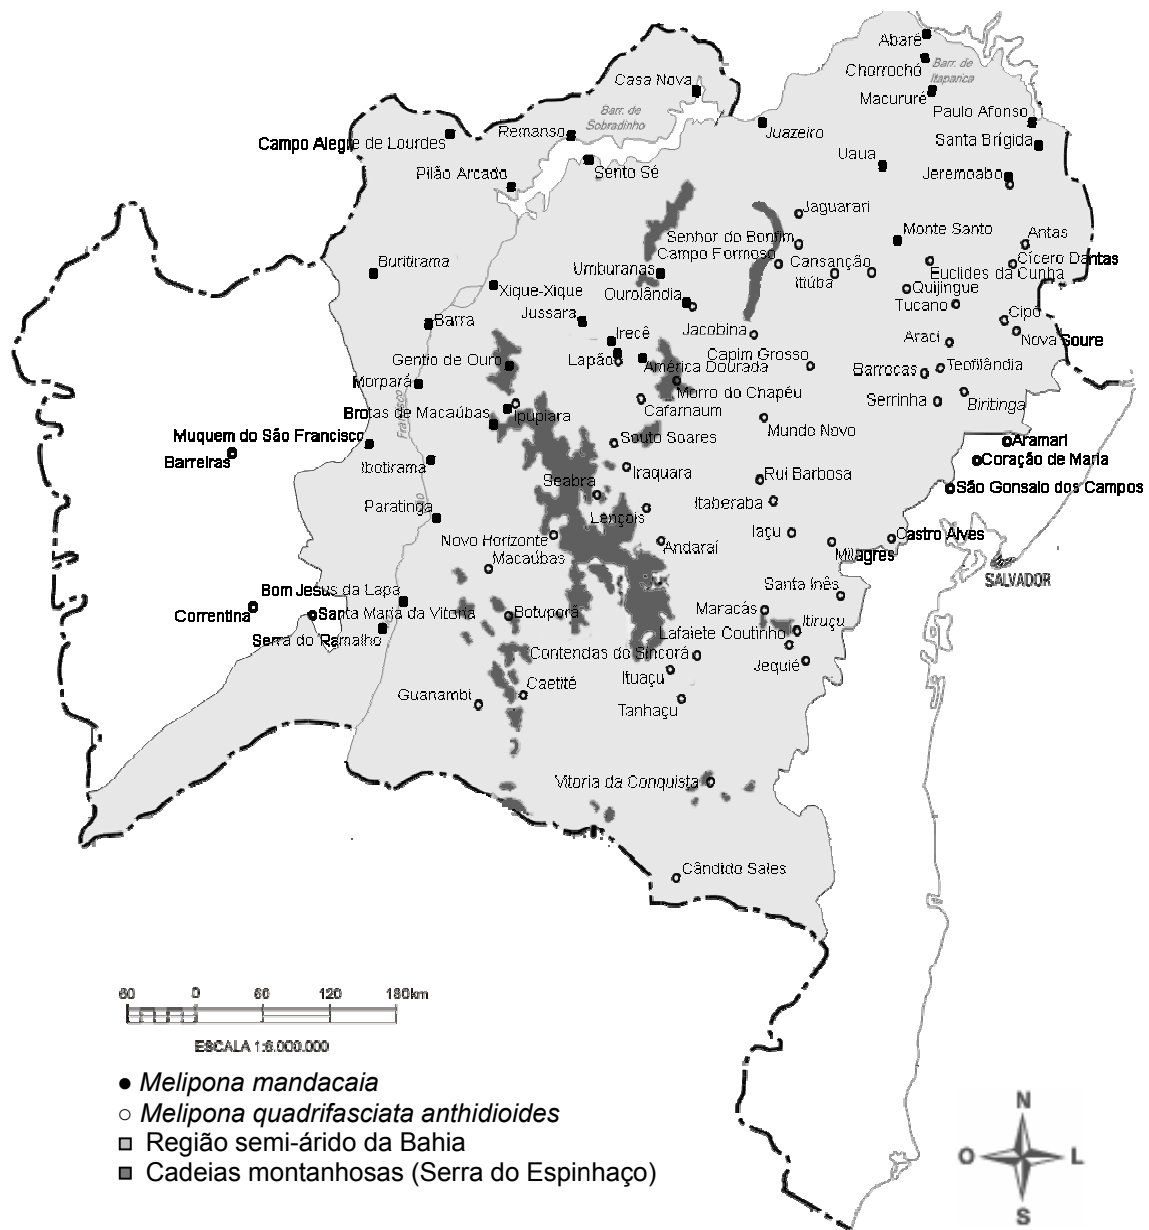 Abaré
Chorrochó
Barr. de
Itaparica
Casa Nova
Macururé
Barr. de
Sobradinho
Paulo Afonso
Remanso
Juazeiro
Campo Alegre de Lourdes
Santa Brígida
Uaua
Sento Sé
Pilão Arcado
Jeremoabo
Jaguarari
Monte Santo
Antas
Senhor do Bonfim
Campo Formoso
Cansanção
Cícero Dantas
Buritirama
Umburanas
Euclides da Cunha
Itiúba
Xique-Xique
Ourolândia
Quijingue
Tucano
Jussara
Barra
Jacobina
Cipó
Irecê
Araci
Nova Soure
Gentio de Ouro
Lapão
América Dourada
Capim Grosso
Teofilândia
Barrocas
Morpará
Morro do Chapéu
Serrinha
Biritinga
Brotas de Macaúbas
Ipupiara
Cafarnaum
Mundo Novo
Francisco
Muquem do São Francisco
Souto Soares
Aramari
Barreiras
Ibotirama
Iraquara
Coração de Maria
Seabra
Rui Barbosa
São Gonsalo dos Campos
Paratinga
São
Lençois
Itaberaba
Novo Horizonte
Andaraí
Iaçu
Castro Alves
Macaúbas
Milagres
SALVADOR
Bom Jesus da Lapa
Santa Inês
Correntina
Santa Maria da Vitoria
Botuporá
Maracás
Itiruçu
Serra do Ramalho
Lafaiete Coutinho
Contendas do Sincorá
Jequié
Ituaçu
Guanambi
Caetité
Tanhaçu
Vitoria da Conquista
Cândido Sales
60 0 60 120 180km
ESCALA 1:6.000.000
● Melipona mandacaia
○ Melipona quadrifasciata anthidioides
Região semi-árido da Bahia
Cadeias montanhosas (Serra do Espinhaço)
N
O L
S